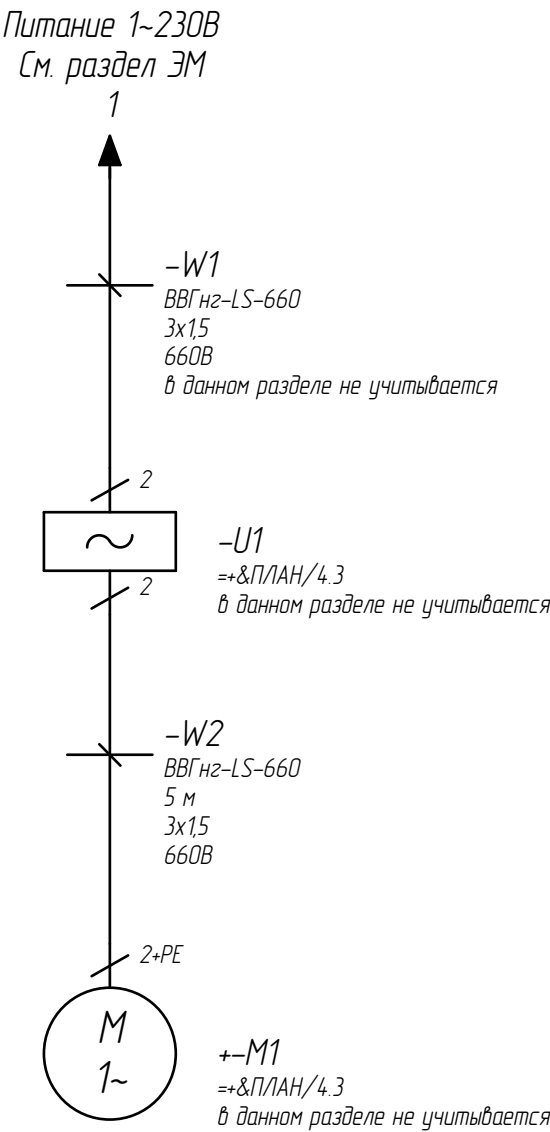 Питание 1~230В
См. раздел ЭМ
1
-W1
ВВГнг-LS-660
3х1,5
660В
в данном разделе не учитывается
2
-U1
=+&ПЛАН/4.3
в данном разделе не учитывается
2
-W2
ВВГнг-LS-660
5 м
3х1,5
660В
2+PE
М
1~
+-М1
=+&ПЛАН/4.3
в данном разделе не учитывается